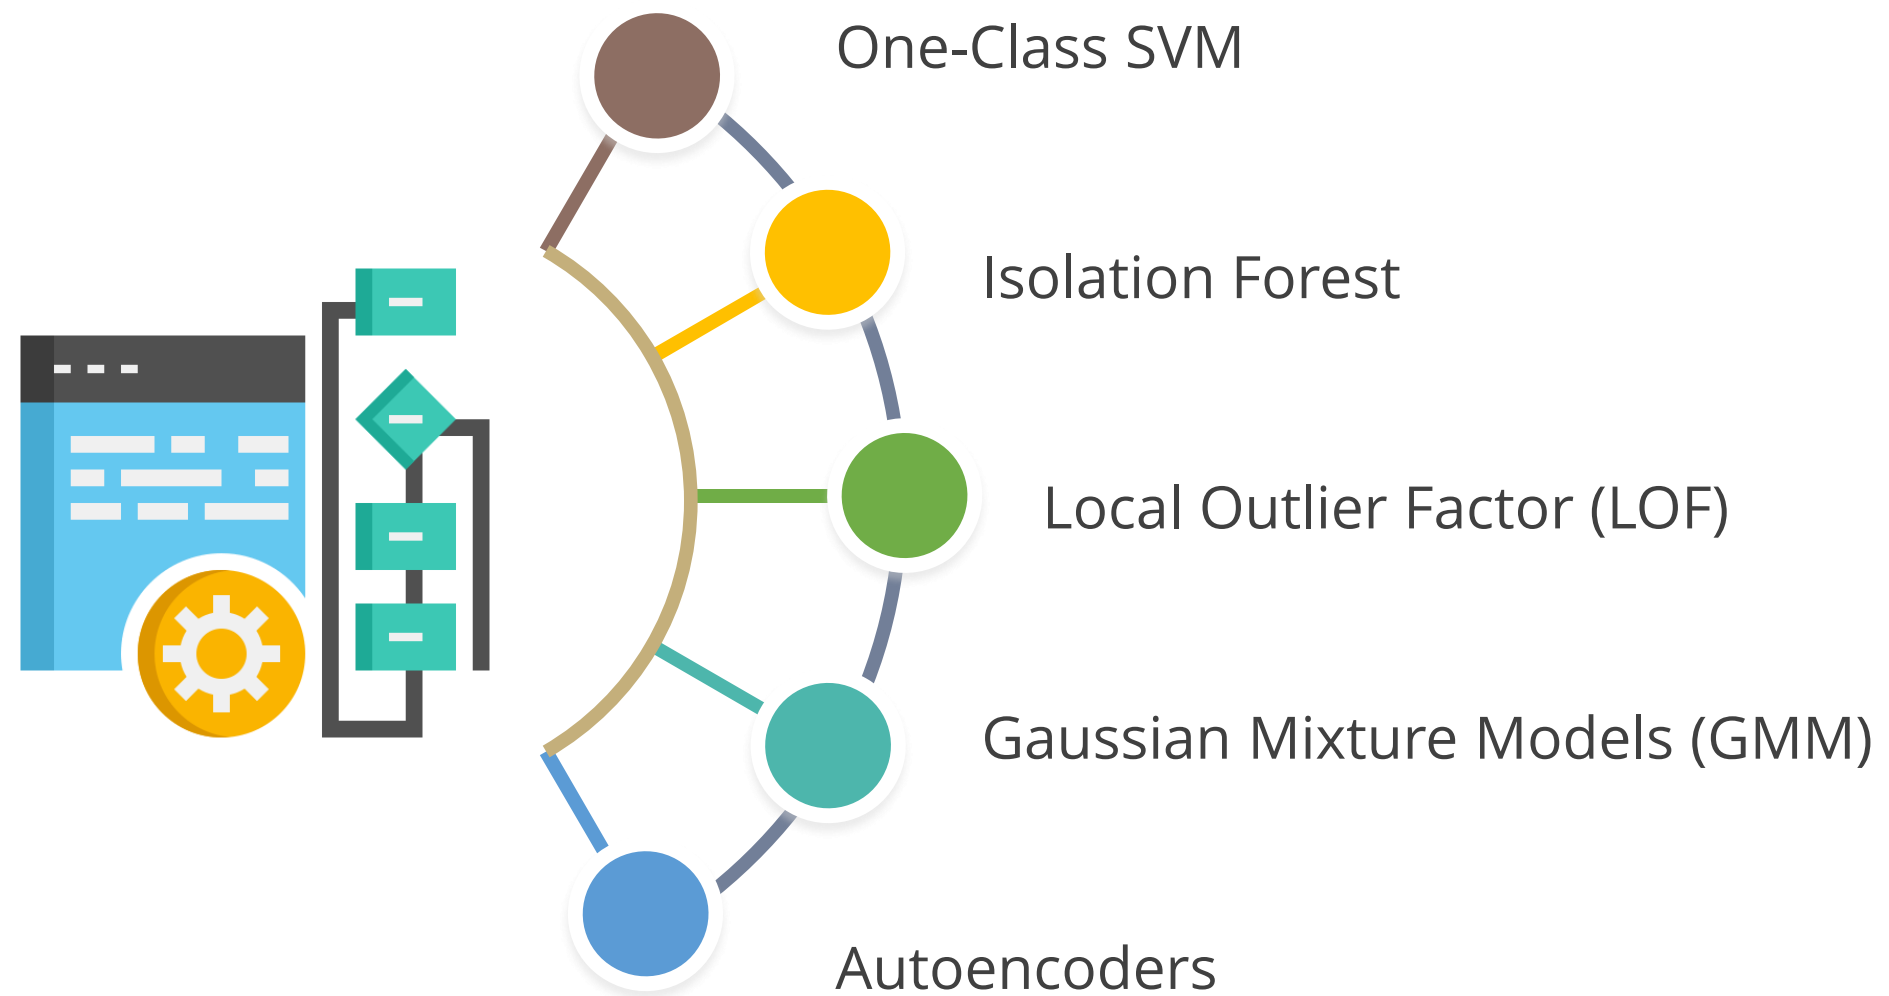 One-Class SVM
Isolation Forest
Local Outlier Factor (LOF)
Gaussian Mixture Models (GMM)
Autoencoders